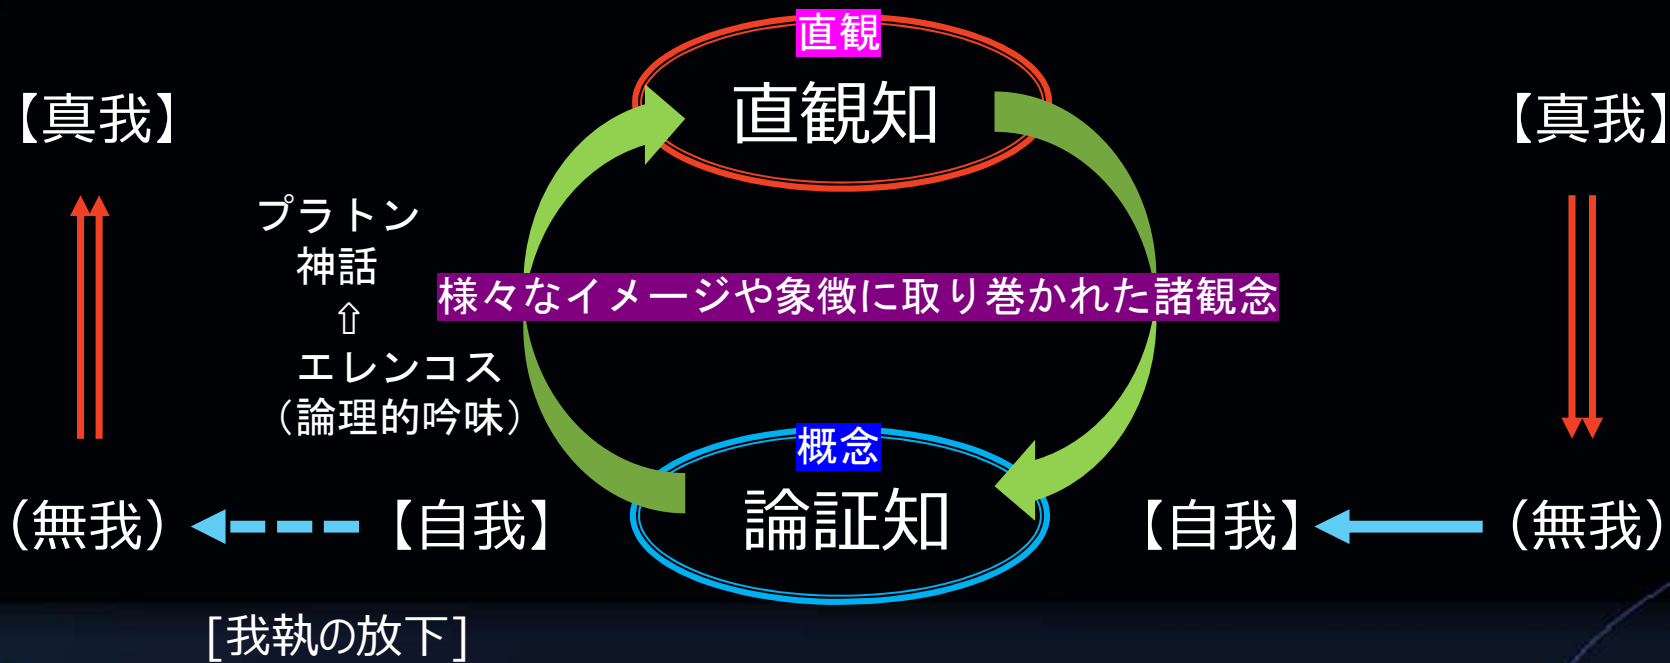 直観
直観知
【真我】
【真我】
プラトン
神話
⇧
エレンコス
（論理的吟味）
様々なイメージや象徴に取り巻かれた諸観念
概念
論証知
（無我）
【自我】
【自我】
（無我）
［我執の放下］